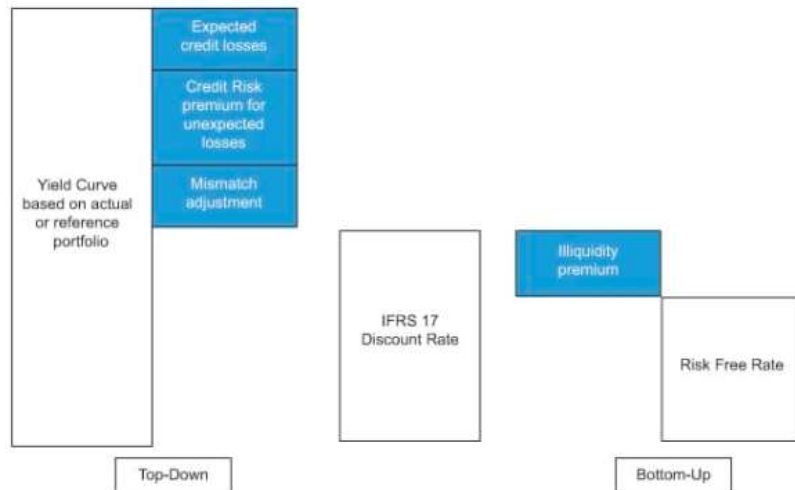 Expected
credit losses
Credit Risk
premium for
unexpected
losses
Mismatch
adjustment
Yield Curve
based on actual
or reference
portfolio
IFRS 17
Discount Rate
Illiquidity
premium
Risk Free Rate
Top-Down
Bottom-Up